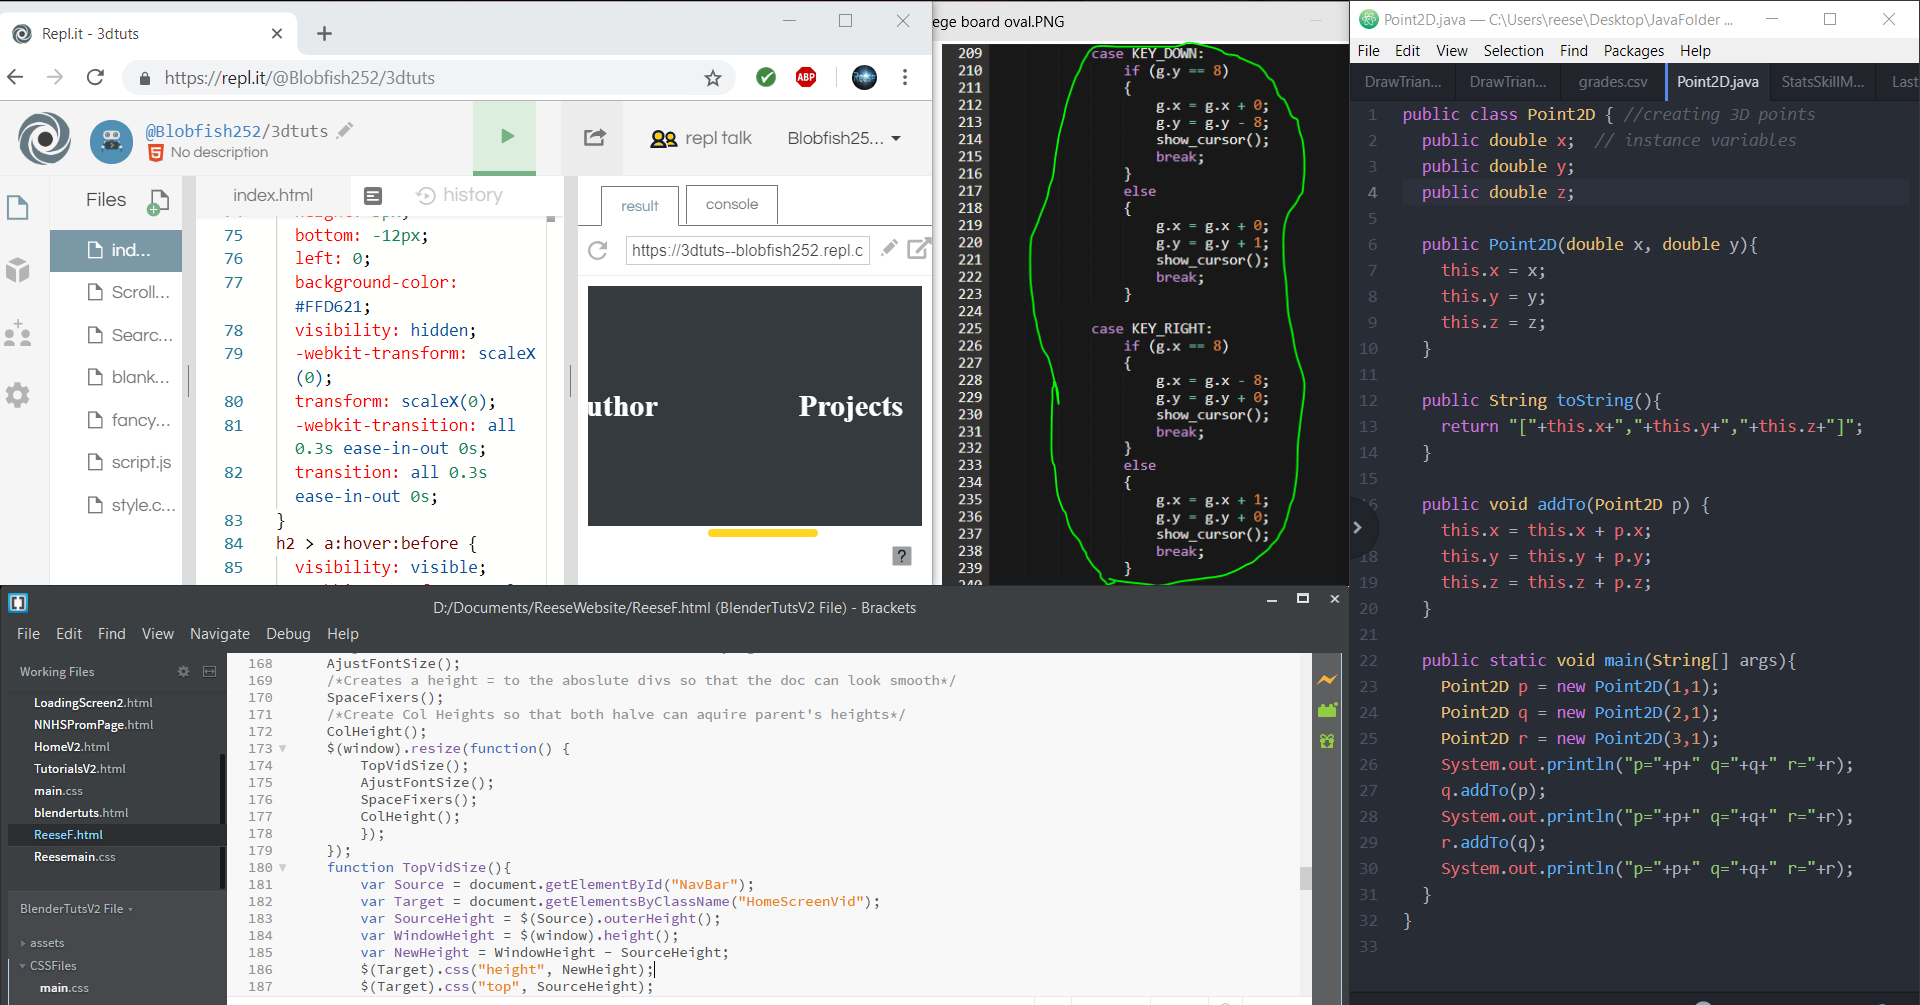 Repl.it - 3dtuts
https://repl.it/@Blobfish252/3dtuts
ABP
@Blobfish252/3dtuts
No description
repl talk
Blobfish25...
Files
index.html
history
ind...
Scroll...
Searc...
blank...
fancy...
script.js
style.c...
75 bottom: -12px;
76 left: 0;
77 background-color:
#FFD621;
78 visibility: hidden;
79 -webkit-transform: scaleX
(0);
80 transform: scaleX(0);
81 -webkit-transition: all
0.3s ease-in-out 0s;
82 transition: all 0.3s
ease-in-out 0s;
83 }
84 h2 > a:hover:before {
85 visibility: visible;
result
console
https://3dtuts--blobfish252.repl.c
uthor
Projects
?
ege board oval.PNG
209 case KEY_DOWN:
210 if (g.y == 8)
211 {
212 g.x = g.x + 0;
213 g.y = g.y - 8;
214 show_cursor();
215 break;
216 }
217 else
218 {
219 g.x = g.x + 0;
220 g.y = g.y + 1;
221 show_cursor();
222 break;
223 }
224
225 case KEY_RIGHT:
226 if (g.x == 8)
227 {
228 g.x = g.x - 8;
229 g.y = g.y + 0;
230 show_cursor();
231 break;
232 }
233 else
234 {
235 g.x = g.x + 1;
236 g.y = g.y + 0;
237 show_cursor();
238 break;
239 }
240
Point2D.java — C:\Users\reese\Desktop\JavaFolder ...
File Edit View Selection Find Packages Help
DrawTrian... DrawTrian... grades.csv Point2D.java StatsSkillM... Last
1 public class Point2D { //creating 3D points
2 public double x; // instance variables
3 public double y;
4 public double z;
5
6 public Point2D(double x, double y){
7 this.x = x;
8 this.y = y;
9 this.z = z;
10 }
11
12 public String toString(){
13 return "["+this.x+","+this.y+","+this.z+"]";
14 }
15
16 public void addTo(Point2D p) {
this.x = this.x + p.x;
18 this.y = this.y + p.y;
19 this.z = this.z + p.z;
20 }
21
22 public static void main(String[] args){
23 Point2D p = new Point2D(1,1);
24 Point2D q = new Point2D(2,1);
25 Point2D r = new Point2D(3,1);
26 System.out.println("p="+p+" q="+q+" r="+r);
27 q.addTo(p);
28 System.out.println("p="+p+" q="+q+" r="+r);
29 r.addTo(q);
30 System.out.println("p="+p+" q="+q+" r="+r);
31 }
32 }
33
D:/Documents/ReeseWebsite/ReeseF.html (BlenderTutsV2 File) - Brackets
File Edit Find View Navigate Debug Help
Working Files
LoadingScreen2.html
NNHSPromPage.html
HomeV2.html
TutorialsV2.html
main.css
blendertuts.html
ReeseF.html
Reesemain.css
BlenderTutsV2 File
assets
CSSFiles
main.css
168 AjustFontSize();
169 /*Creates a height = to the aboslute divs so that the doc can look smooth*/
170 SpaceFixers();
171 /*Create Col Heights so that both halve can aquire parent's heights*/
172 ColHeight();
173 $(window).resize(function() {
174 TopVidSize();
175 AjustFontSize();
176 SpaceFixers();
177 ColHeight();
178 });
179 });
180 function TopVidSize(){
181 var Source = document.getElementById("NavBar");
182 var Target = document.getElementsByClassName("HomeScreenVid");
183 var SourceHeight = $(Source).outerHeight();
184 var WindowHeight = $(window).height();
185 var NewHeight = WindowHeight - SourceHeight;
186 $(Target).css("height", NewHeight);
187 $(Target).css("top", SourceHeight);